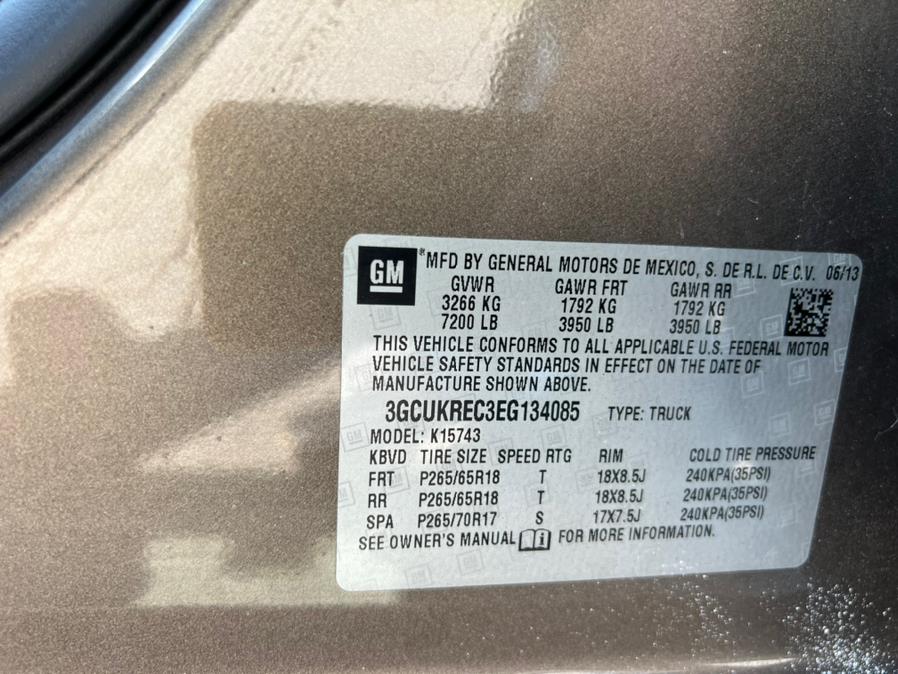 GM
MFD BY GENERAL MOTORS DE MEXICO, S. DE R.L. DE C.V. 06/13
GVWR GAWR FRT GAWR RR
3266 KG 1792 KG 1792 KG
7200 LB 3950 LB 3950 LB
THIS VEHICLE CONFORMS TO ALL APPLICABLE U.S. FEDERAL MOTOR
VEHICLE SAFETY STANDARDS IN EFFECT ON THE DATE OF
MANUFACTURE SHOWN ABOVE.
3GCUKREC3EG134085 TYPE: TRUCK
MODEL: K15743
KBVD TIRE SIZE SPEED RTG RIM COLD TIRE PRESSURE
FRT P265/65R18 T 18X8.5J 240KPA(35PSI)
RR P265/65R18 T 18X8.5J 240KPA(35PSI)
SPA P265/70R17 S 17X7.5J 240KPA(35PSI)
SEE OWNER'S MANUAL FOR MORE INFORMATION.